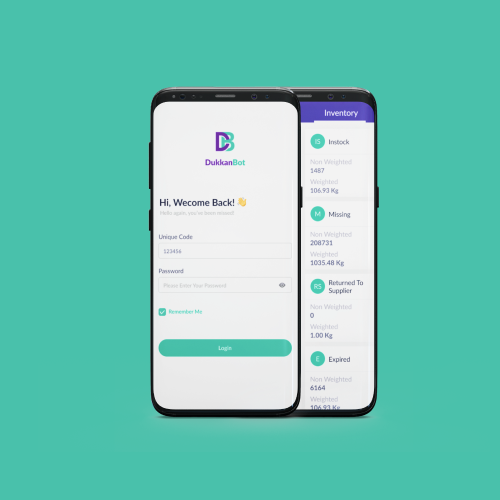 DB
DukkanBot
Hi, Wecome Back! 👋
Hello again, you've been missed!
Unique Code
123456
Password
Please Enter Your Password
Remember Me
Login
Inventory
IS
Instock
Non Weighted
1487
Weighted
106.93 Kg
M
Missing
Non Weighted
208731
Weighted
1035.48 Kg
RS
Returned To
Supplier
Non Weighted
0
Weighted
1.00 Kg
E
Expired
Non Weighted
6164
Weighted
106.93 Kg